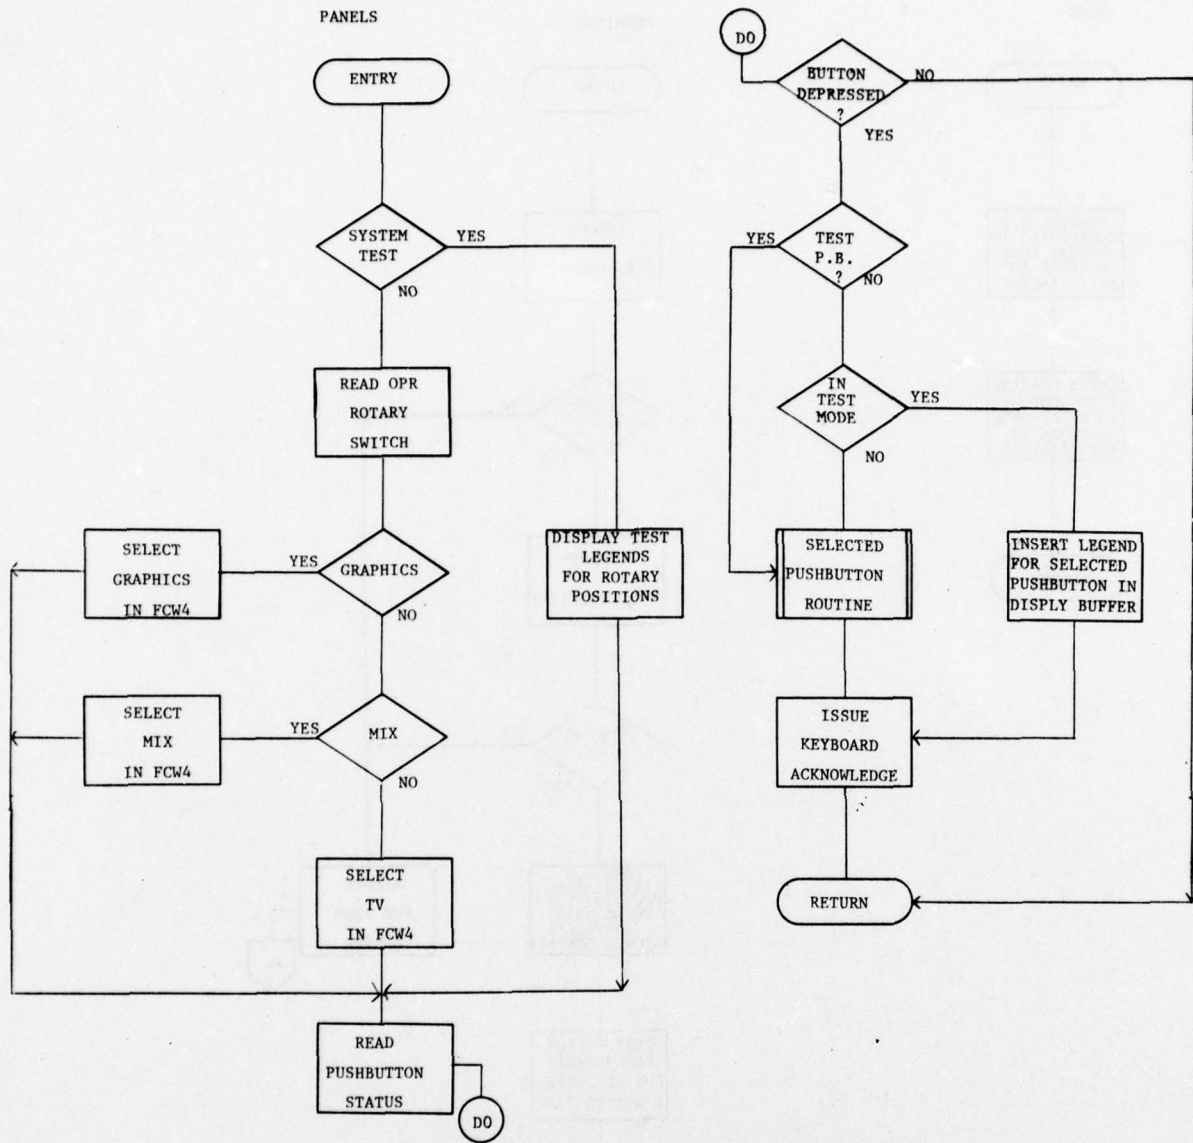 PANELS
ENTRY
SYSTEM
TEST
YES
NO
READ OPR
ROTARY
SWITCH
GRAPHICS
YES
NO
SELECT
GRAPHICS
IN FCW4
DISPLAY TEST
LEGENDS
FOR ROTARY
POSITIONS
MIX
YES
NO
SELECT
MIX
IN FCW4
SELECT
TV
IN FCW4
READ
PUSHBUTTON
STATUS
DO
DO
BUTTON
DEPRESSED
?
NO
YES
TEST
P.B.
?
YES
NO
IN
TEST
MODE
YES
NO
SELECTED
PUSHBUTTON
ROUTINE
INSERT LEGEND
FOR SELECTED
PUSHBUTTON IN
DISPLY BUFFER
ISSUE
KEYBOARD
ACKNOWLEDGE
RETURN